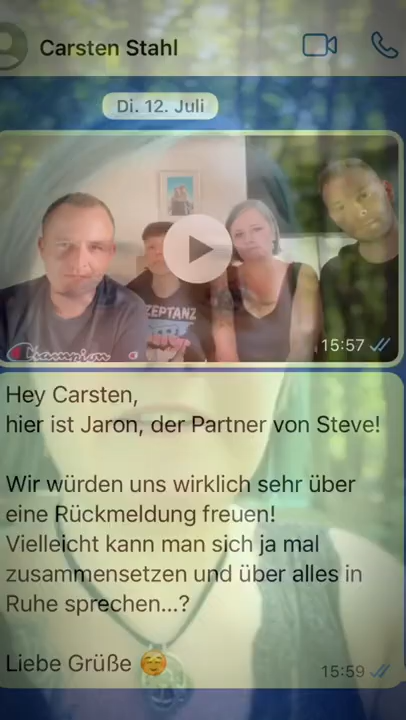 Carsten Stahl
Di. 12. Juli
ZEPTANZ
Champion
15:57
Hey Carsten,
hier ist Jaron, der Partner von Steve!
Wir würden uns wirklich sehr über
eine Rückmeldung freuen!
Vielleicht kann man sich ja mal
zusammensetzen und über alles in
Ruhe sprechen...?
Liebe Grüße ☺️
15:59